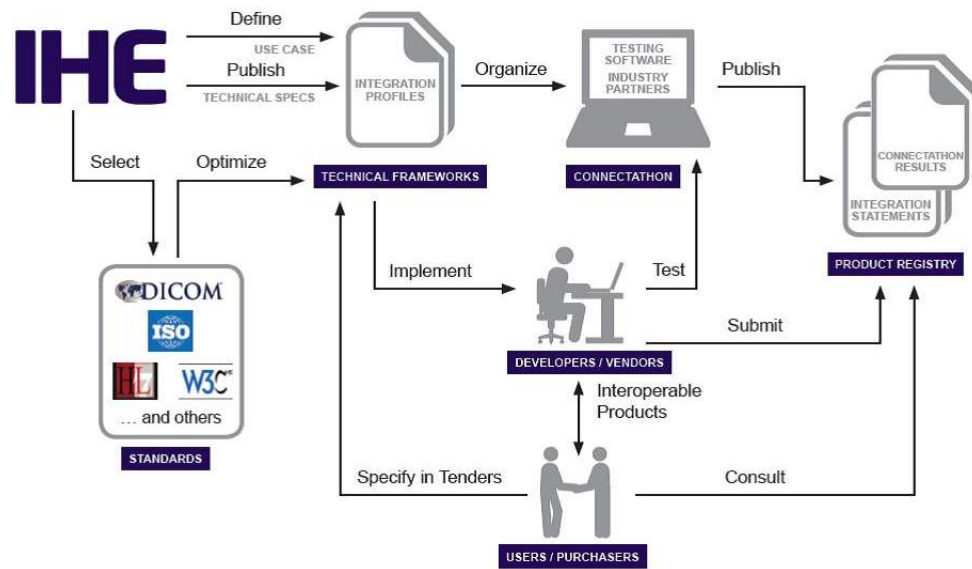 IHE
Define
USE CASE
Publish
TECHNICAL SPECS
INTEGRATION
PROFILES
Organize
TESTING
SOFTWARE
INDUSTRY
PARTNERS
Publish
CONNECTATHON
RESULTS
INTEGRATION
STATEMENTS
Select
Optimize
TECHNICAL FRAMEWORKS
CONNECTATHON
PRODUCT REGISTRY
Implement
Test
Submit
DICOM
ISO
HL7
W3C
... and others
STANDARDS
DEVELOPERS / VENDORS
Interoperable
Products
Specify in Tenders
Consult
USERS / PURCHASERS